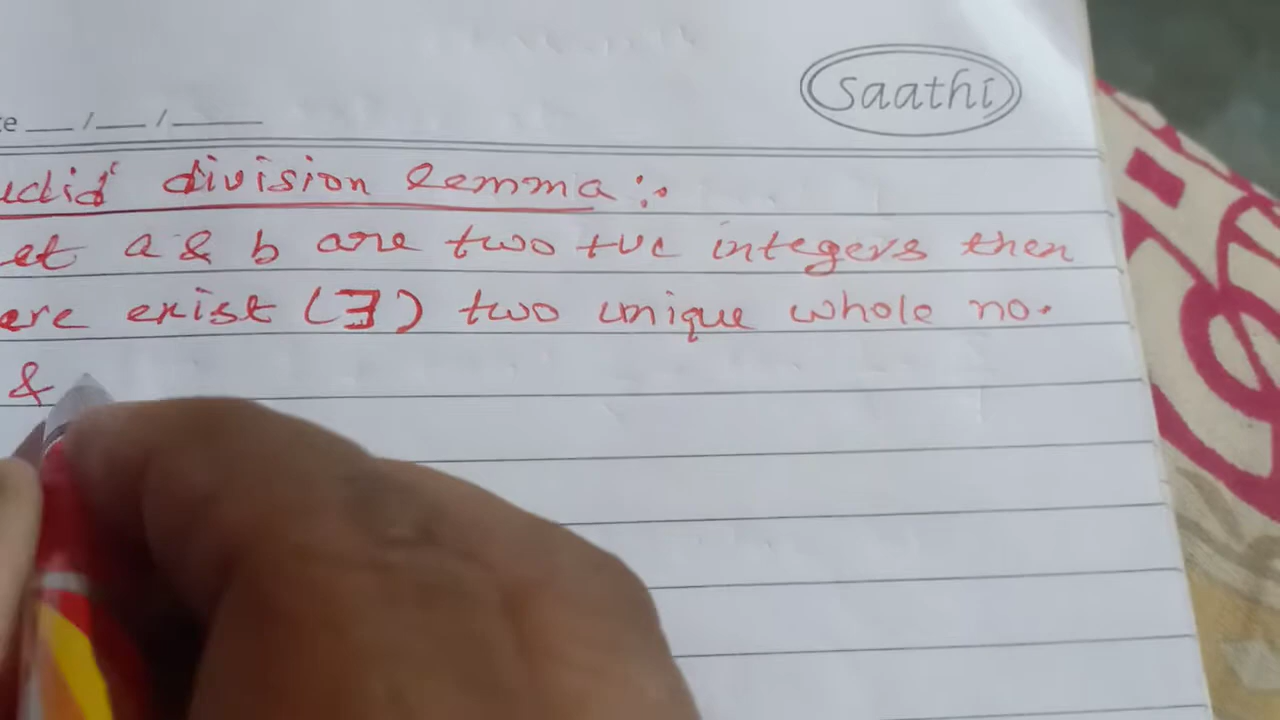 saathi
te __/__/____
uclid' division lemma :.
et a & b are two +ve integers then
ere exist (∃) two unique whole no.
&